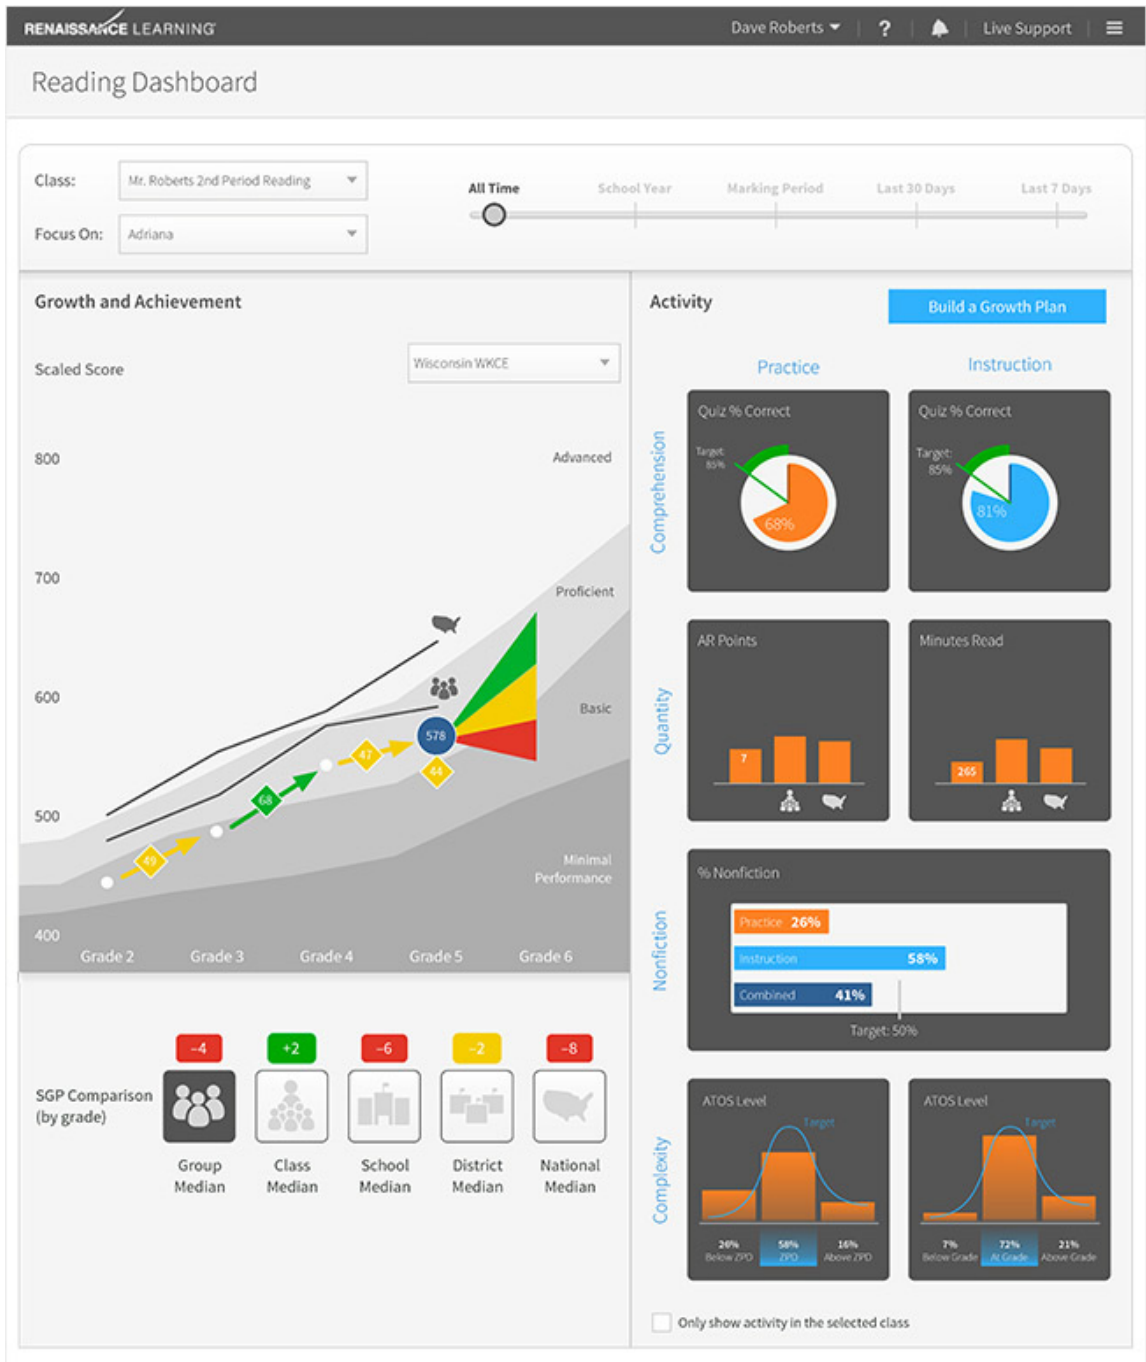 RENAISSANCE LEARNING
Dave Roberts
?
Live Support
Reading Dashboard
Class:
Mr. Roberts 2nd Period Reading
Focus On:
Adriana
All Time
School Year
Marking Period
Last 30 Days
Last 7 Days
Growth and Achievement
Scaled Score
Wisconsin WKCE
800
700
600
500
400
Advanced
Proficient
Basic
Minimal
Performance
49
68
47
578
44
Grade 2
Grade 3
Grade 4
Grade 5
Grade 6
SGP Comparison
(by grade)
-4
+2
-6
-2
-8
Group
Median
Class
Median
School
Median
District
Median
National
Median
Activity
Build a Growth Plan
Practice
Instruction
Comprehension
Quiz % Correct
Target:
85%
68%
Quiz % Correct
Target:
85%
81%
Quantity
AR Points
7
Minutes Read
265
Nonfiction
% Nonfiction
Practice 26%
Instruction 58%
Combined 41%
Target: 50%
Complexity
ATOS Level
Target
26%
Below ZPD
58%
ZPD
16%
Above ZPD
ATOS Level
Target
7%
Below Grade
72%
At Grade
21%
Above Grade
Only show activity in the selected class